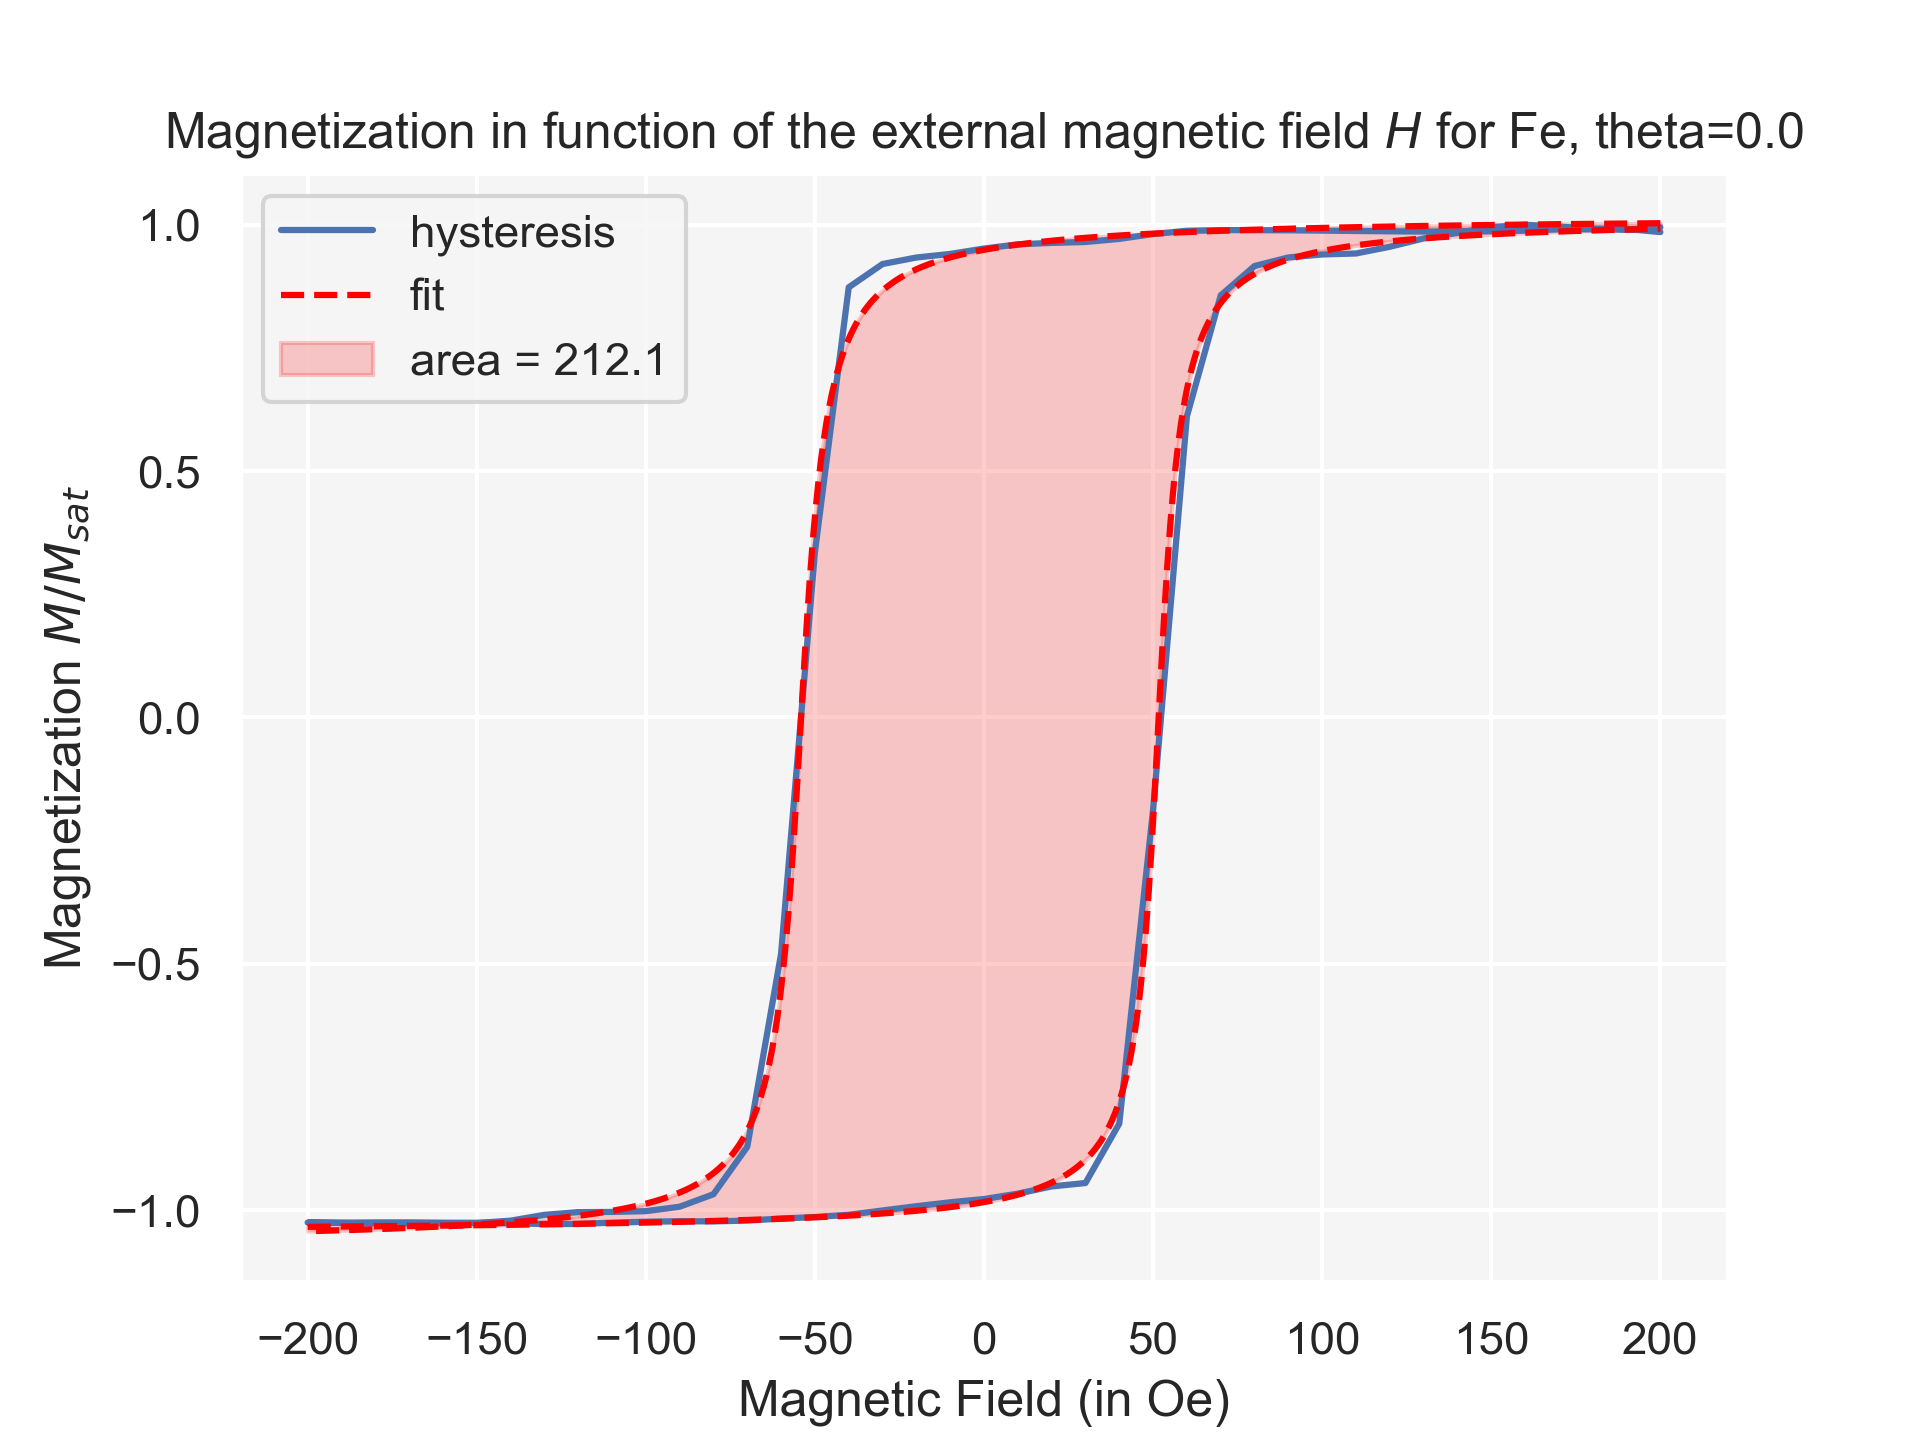 Magnetization in function of the external magnetic field H for Fe, theta=0.0
hysteresis
fit
area = 212.1
Magnetization M/M_sat
1.0
0.5
0.0
−0.5
−1.0
−200 −150 −100 −50 0 50 100 150 200
Magnetic Field (in Oe)